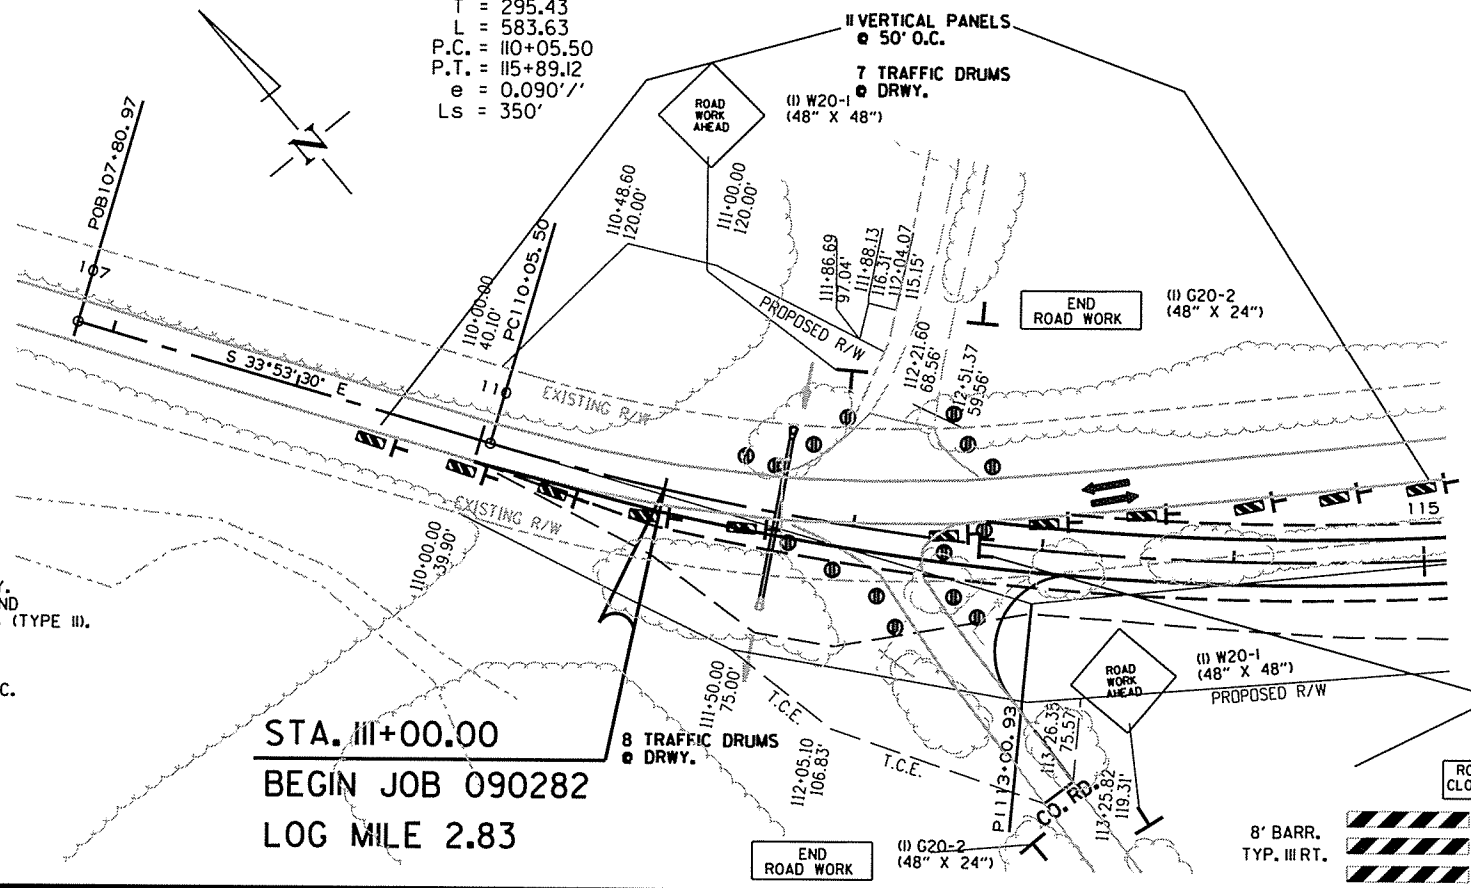 T = 295.43
L = 583.63
P.C. = 110+05.50
P.T. = 115+89.12
e = 0.090'/'
Ls = 350'
11 VERTICAL PANELS
@ 50' O.C.
7 TRAFFIC DRUMS
@ DRWY.
ROAD
WORK
AHEAD
(1) W20-1
(48" X 48")
N
POB107+80.97
107
110+48.60
120.00'
111+00.00
120.00'
110+00.00
40.10'
PC110+05.50
110
111+86.69
97.04'
111+88.13
116.31'
112+04.07
115.15'
PROPOSED R/W
END
ROAD WORK
(1) G20-2
(48" X 24")
112+21.60
68.56'
112+51.37
59.56'
S 33°53'30" E
EXISTING R/W
EXISTING R/W
115
110+00.00
39.90'
Y.
ND
(TYPE II).
C.
111+50.00
75.00'
T.C.E.
T.C.E.
112+05.10
106.83'
STA. 111+00.00
BEGIN JOB 090282
LOG MILE 2.83
8 TRAFFIC DRUMS
@ DRWY.
ROAD
WORK
AHEAD
(1) W20-1
(48" X 48")
PROPOSED R/W
PI113+00.93
113+26.35
75.57'
CO. RD.
113+25.82
119.31'
END
ROAD WORK
(1) G20-2
(48" X 24")
RO
CLO
8' BARR.
TYP. III RT.